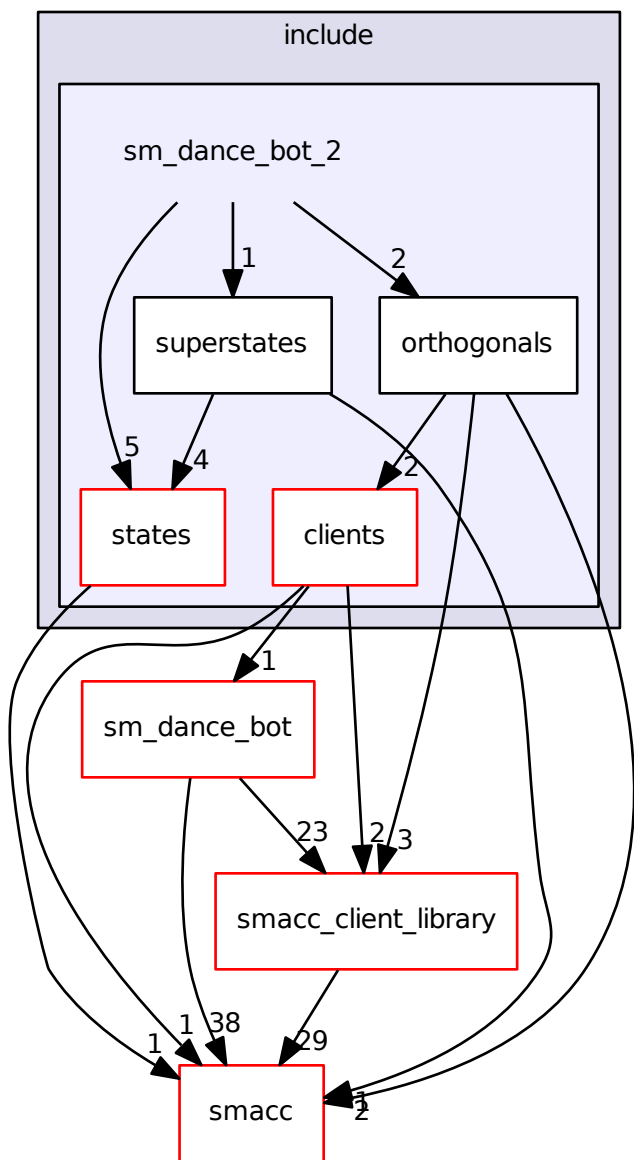 include
sm_dance_bot_2
1
2
superstates
orthogonals
5
4
2
states
clients
1
sm_dance_bot
23
2
3
smacc_client_library
1
1
38
29
1
2
smacc